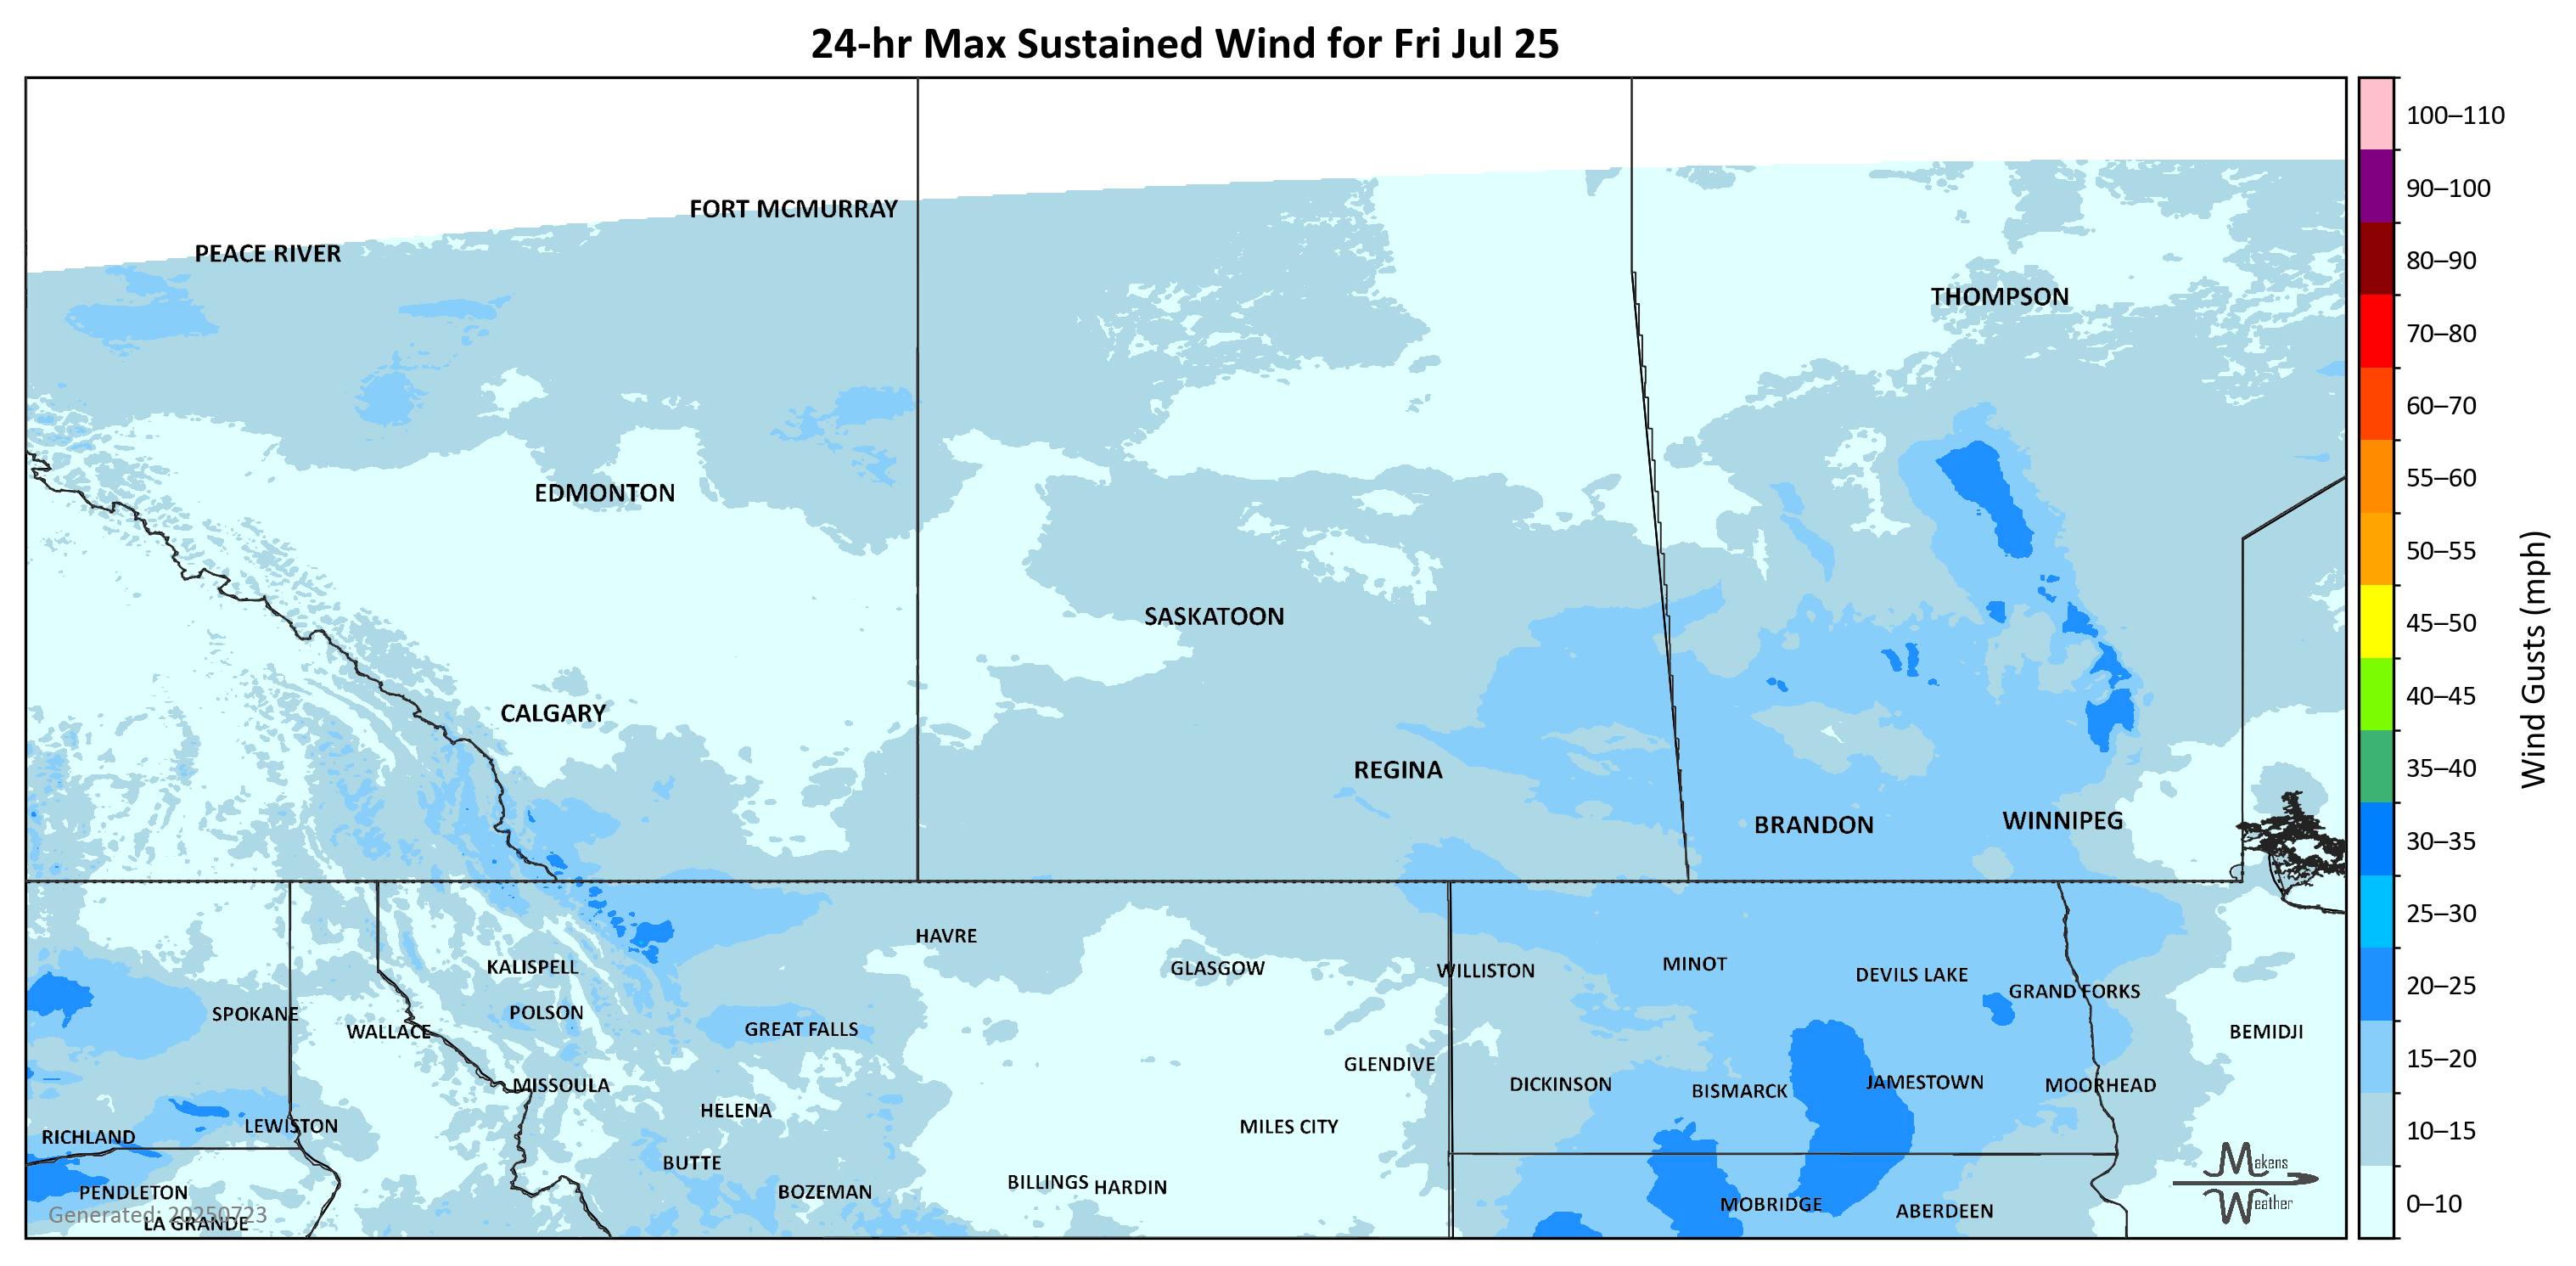 24-hr Max Sustained Wind for Fri Jul 25
100–110
FORT MCMURRAY
90–100
PEACE RIVER
80–90
THOMPSON
70–80
60–70
55–60
EDMONTON
50–55
SASKATOON
45–50
CALGARY
40–45
Wind Gusts (mph)
REGINA
35–40
BRANDON
WINNIPEG
30–35
25–30
HAVRE
KALISPELL
GLASGOW
WILLISTON
MINOT
DEVILS LAKE
20–25
GRAND FORKS
SPOKANE
POLSON
WALLACE
GREAT FALLS
BEMIDJI
15–20
GLENDIVE
MISSOULA
DICKINSON
BISMARCK
JAMESTOWN
MOORHEAD
HELENA
LEWISTON
MILES CITY
10–15
RICHLAND
BUTTE
Makens
PENDLETON
BOZEMAN
BILLINGS
HARDIN
MOBRIDGE
Weather
0–10
ABERDEEN
Generated: 20250723
LA GRANDE